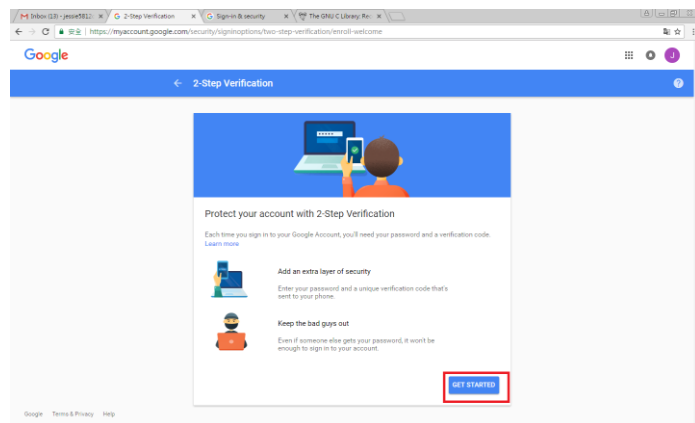 Inbox (13) - jessie5812
G 2-Step Verification
G Sign-in & security
The GNU C Library: Re
安全 | https://myaccount.google.com/security/signinoptions/two-step-verification/enroll-welcome
Google
J
2-Step Verification
Protect your account with 2-Step Verification
Each time you sign in to your Google Account, you'll need your password and a verification code.
Learn more
Add an extra layer of security
Enter your password and a unique verification code that's
sent to your phone.
Keep the bad guys out
Even if someone else gets your password, it won't be
enough to sign in to your account.
GET STARTED
Google Terms & Privacy Help